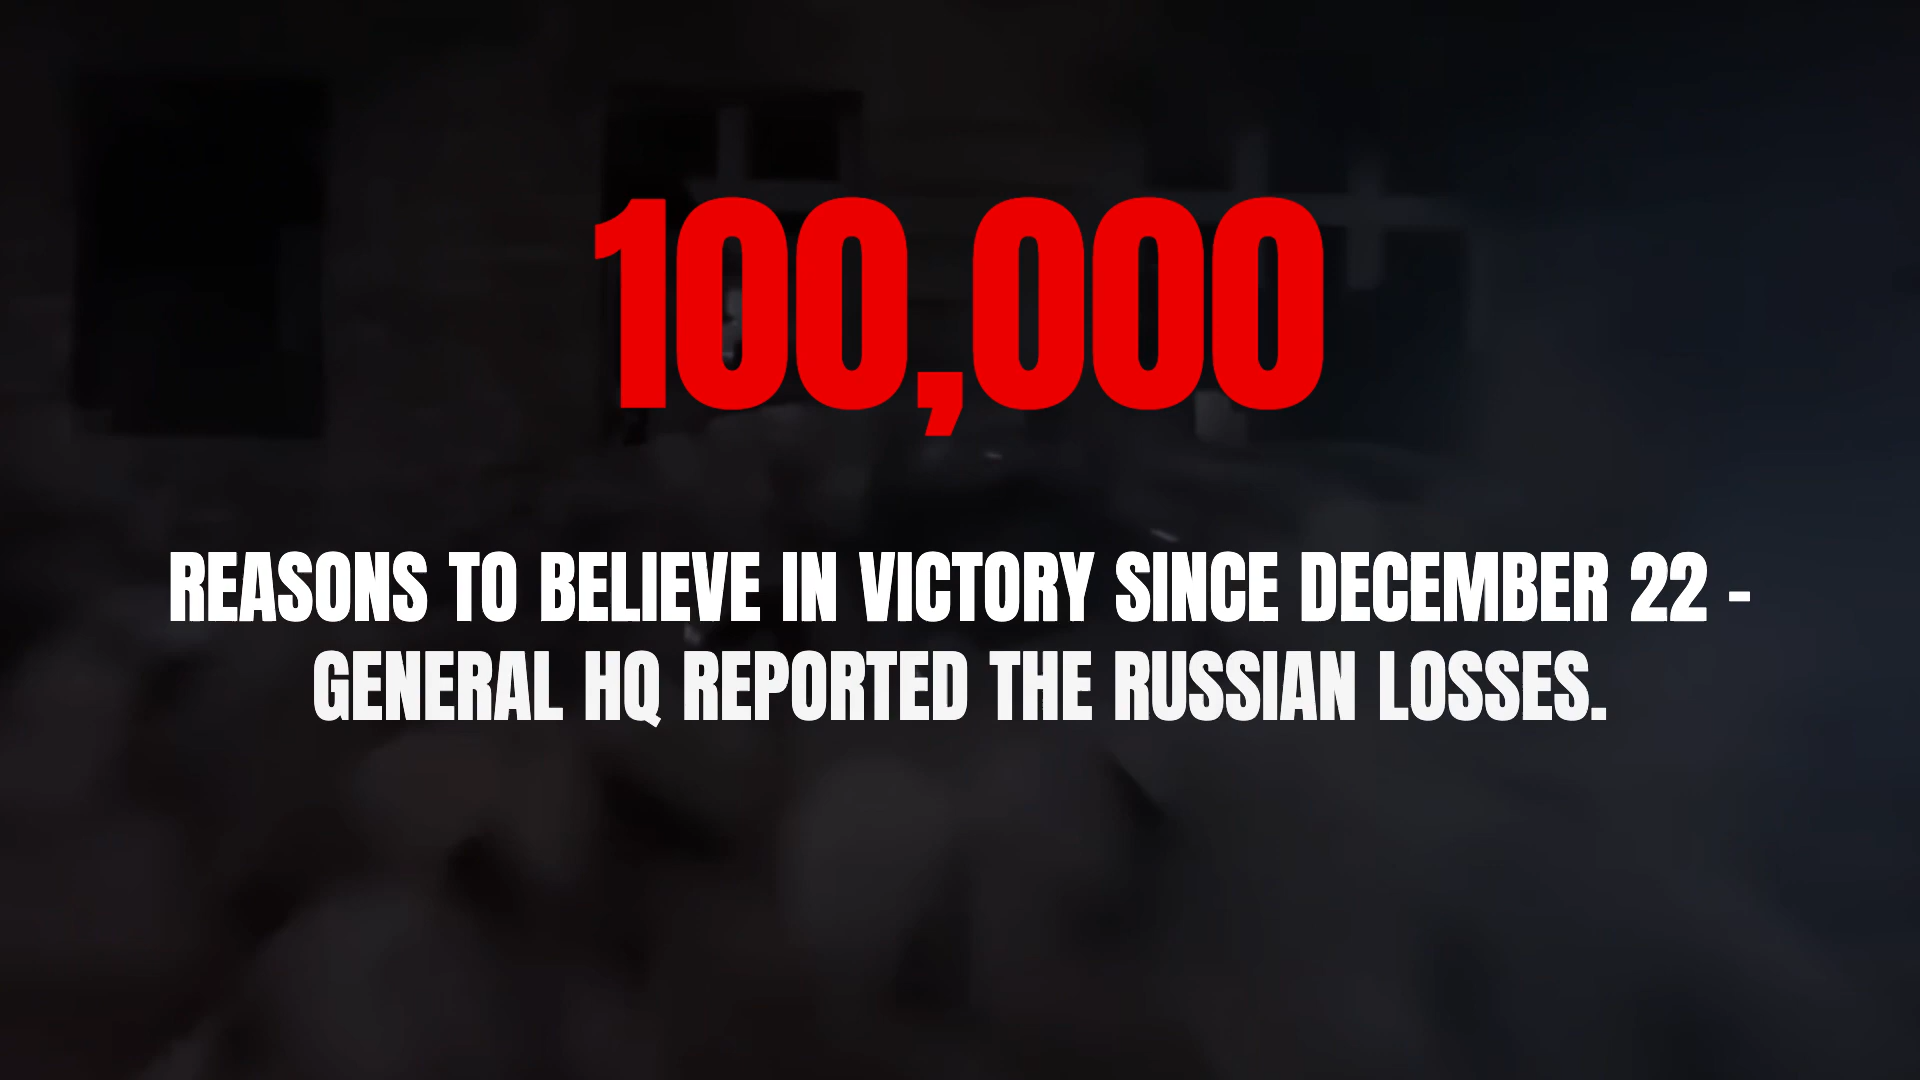 100,000
REASONS TO BELIEVE IN VICTORY SINCE DECEMBER 22 -
GENERAL HQ REPORTED THE RUSSIAN LOSSES.